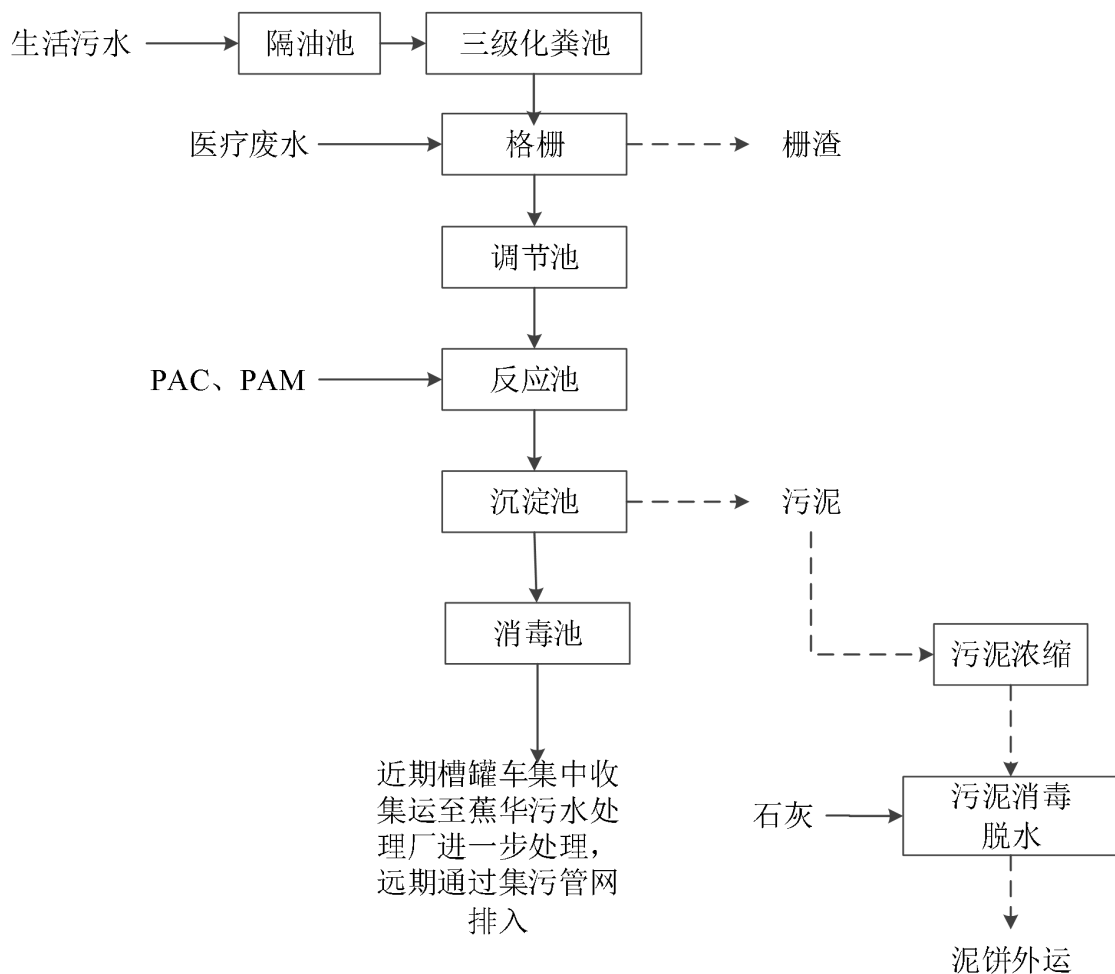 生活污水
隔油池
三级化粪池
医疗废水
格栅
栅渣
调节池
PAC、PAM
反应池
沉淀池
污泥
消毒池
污泥浓缩
近期槽罐车集中收
集运至蕉华污水处
理厂进一步处理，
远期通过集污管网
排入
石灰
污泥消毒
脱水
泥饼外运